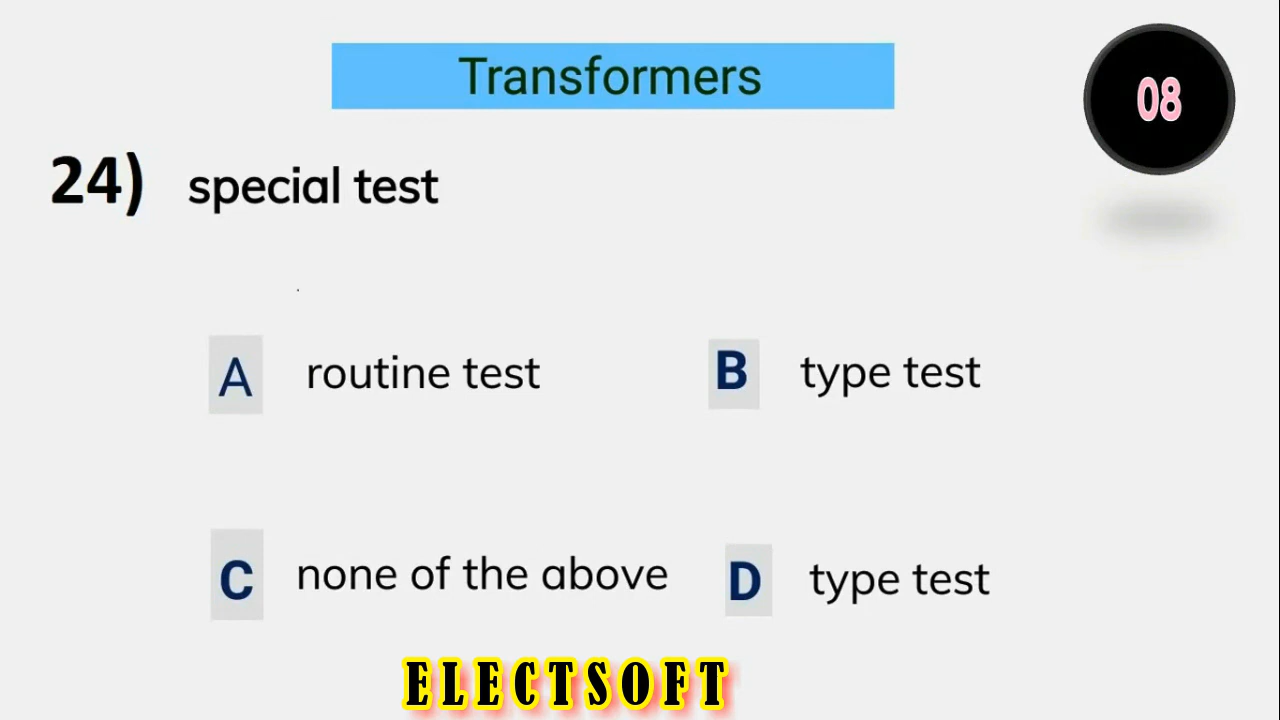 Transformers
08
24) special test
A routine test
B type test
C none of the above
D type test
ELECTSOFT